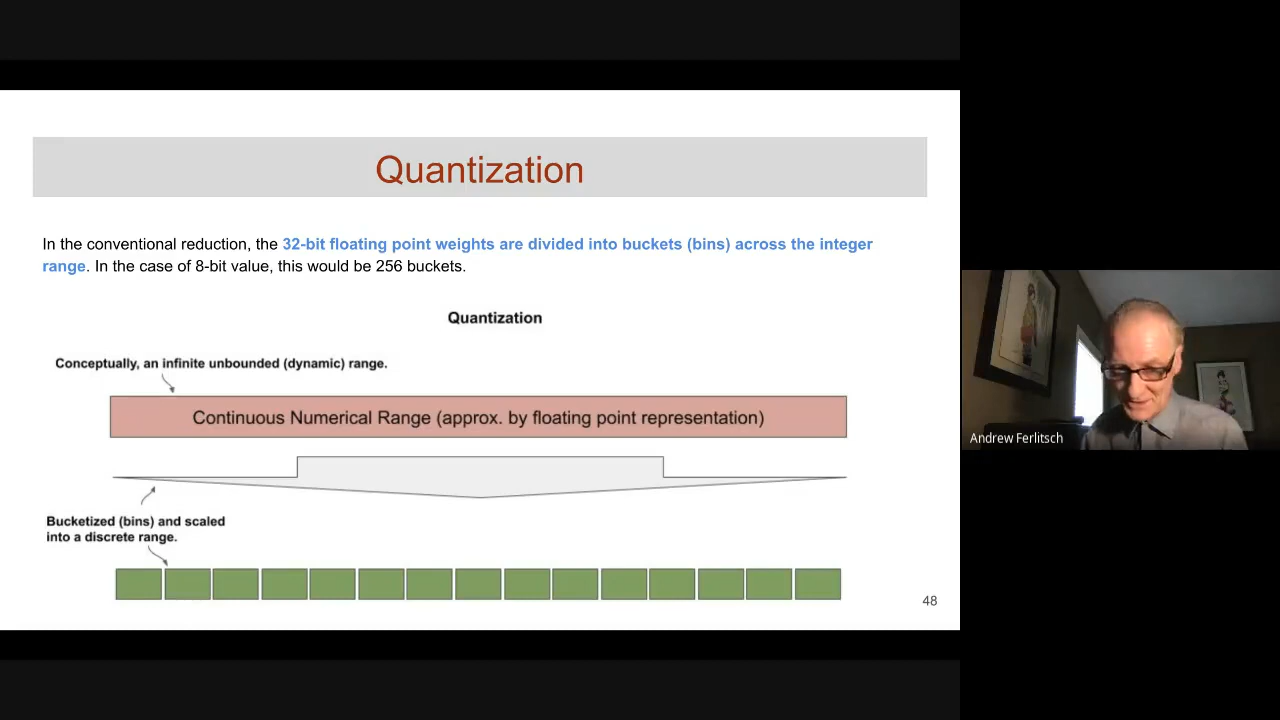 Quantization
In the conventional reduction, the 32-bit floating point weights are divided into buckets (bins) across the integer
range. In the case of 8-bit value, this would be 256 buckets.
Quantization
Conceptually, an infinite unbounded (dynamic) range.
Continuous Numerical Range (approx. by floating point representation)
Bucketized (bins) and scaled
into a discrete range.
48
Andrew Ferlitsch